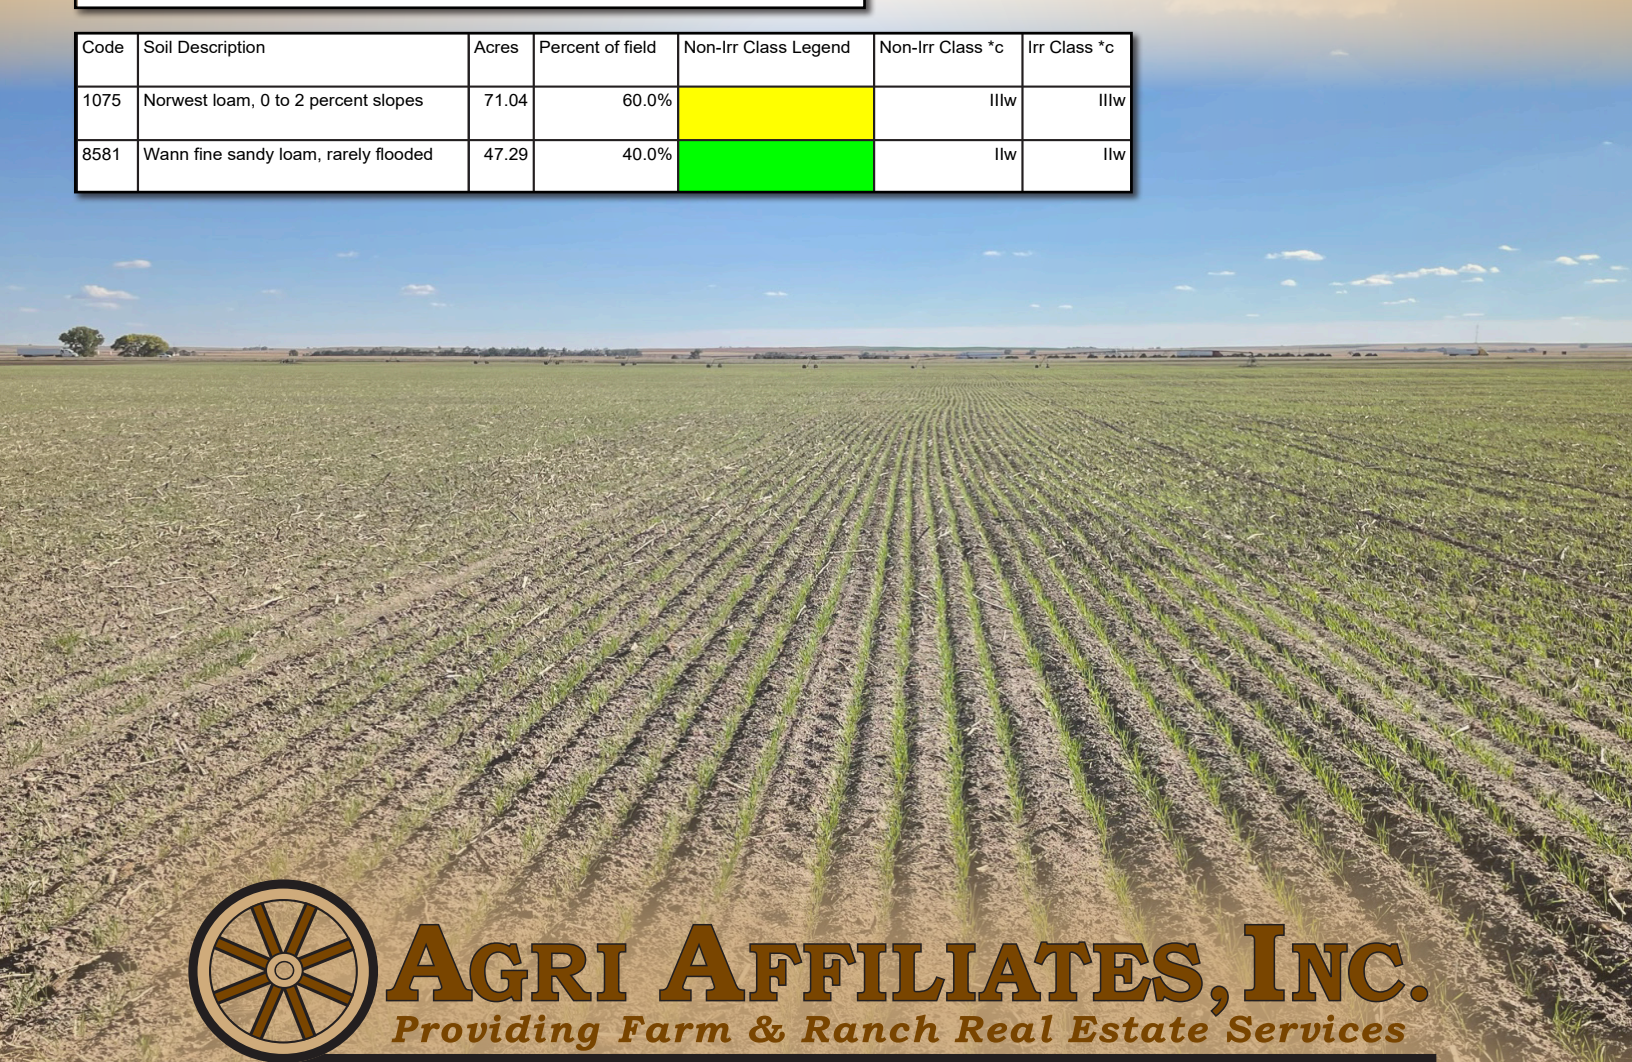 Code Soil Description Acres Percent of field Non-Irr Class Legend Non-Irr Class *c Irr Class *c
1075 Norwest loam, 0 to 2 percent slopes 71.04 60.0% IIIw IIIw
8581 Wann fine sandy loam, rarely flooded 47.29 40.0% IIw IIw
AGRI AFFILIATES, INC.
Providing Farm & Ranch Real Estate Services